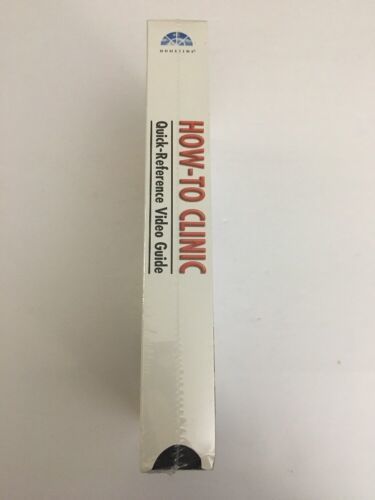 HOW-TO CLINIC
Quick-Reference Video Guide